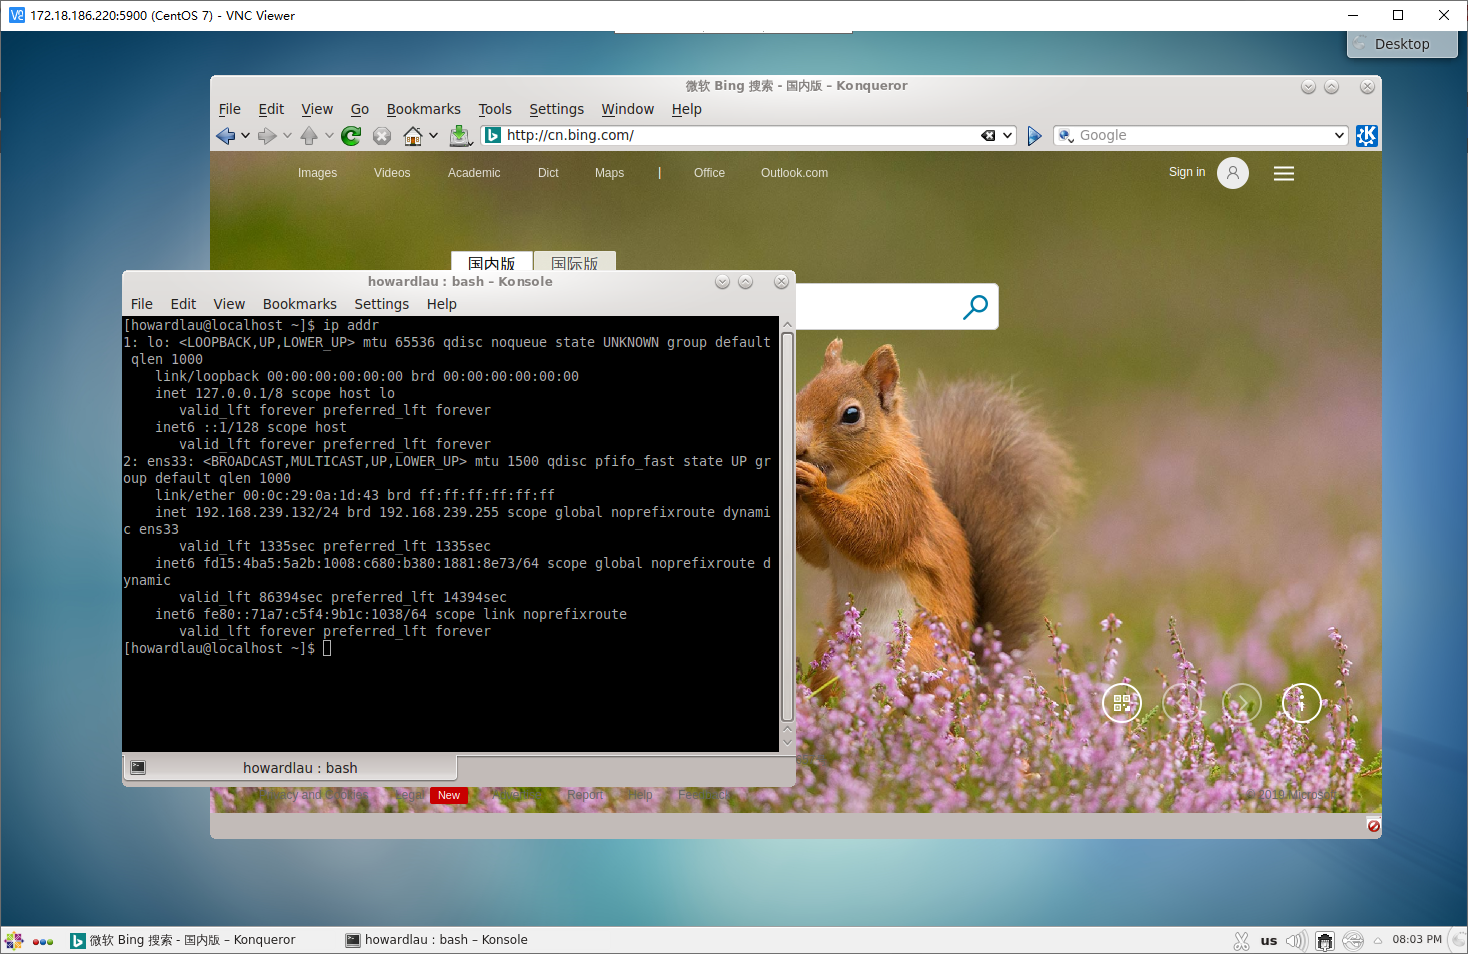 172.18.186.220:5900 (CentOS 7) - VNC Viewer
Desktop
微软 Bing 搜索 - 国内版 – Konqueror
File Edit View Go Bookmarks Tools Settings Window Help
http://cn.bing.com/
Google
Images Videos Academic Dict Maps | Office Outlook.com
Sign in
国内版 国际版
howardlau : bash – Konsole
File Edit View Bookmarks Settings Help
[howardlau@localhost ~]$ ip addr
1: lo: <LOOPBACK,UP,LOWER_UP> mtu 65536 qdisc noqueue state UNKNOWN group default
 qlen 1000
    link/loopback 00:00:00:00:00:00 brd 00:00:00:00:00:00
    inet 127.0.0.1/8 scope host lo
       valid_lft forever preferred_lft forever
    inet6 ::1/128 scope host
       valid_lft forever preferred_lft forever
2: ens33: <BROADCAST,MULTICAST,UP,LOWER_UP> mtu 1500 qdisc pfifo_fast state UP gr
oup default qlen 1000
    link/ether 00:0c:29:0a:1d:43 brd ff:ff:ff:ff:ff:ff
    inet 192.168.239.132/24 brd 192.168.239.255 scope global noprefixroute dynami
c ens33
       valid_lft 1335sec preferred_lft 1335sec
    inet6 fd15:4ba5:5a2b:1008:c680:b380:1881:8e73/64 scope global noprefixroute d
ynamic
       valid_lft 86394sec preferred_lft 14394sec
    inet6 fe80::71a7:c5f4:9b1c:1038/64 scope link noprefixroute
       valid_lft forever preferred_lft forever
[howardlau@localhost ~]$
howardlau : bash
Privacy and Cookies Legal New Advertise Report Help Feedback © 2019 Microsoft
微软 Bing 搜索 - 国内版 – Konqueror
howardlau : bash – Konsole
us
08:03 PM